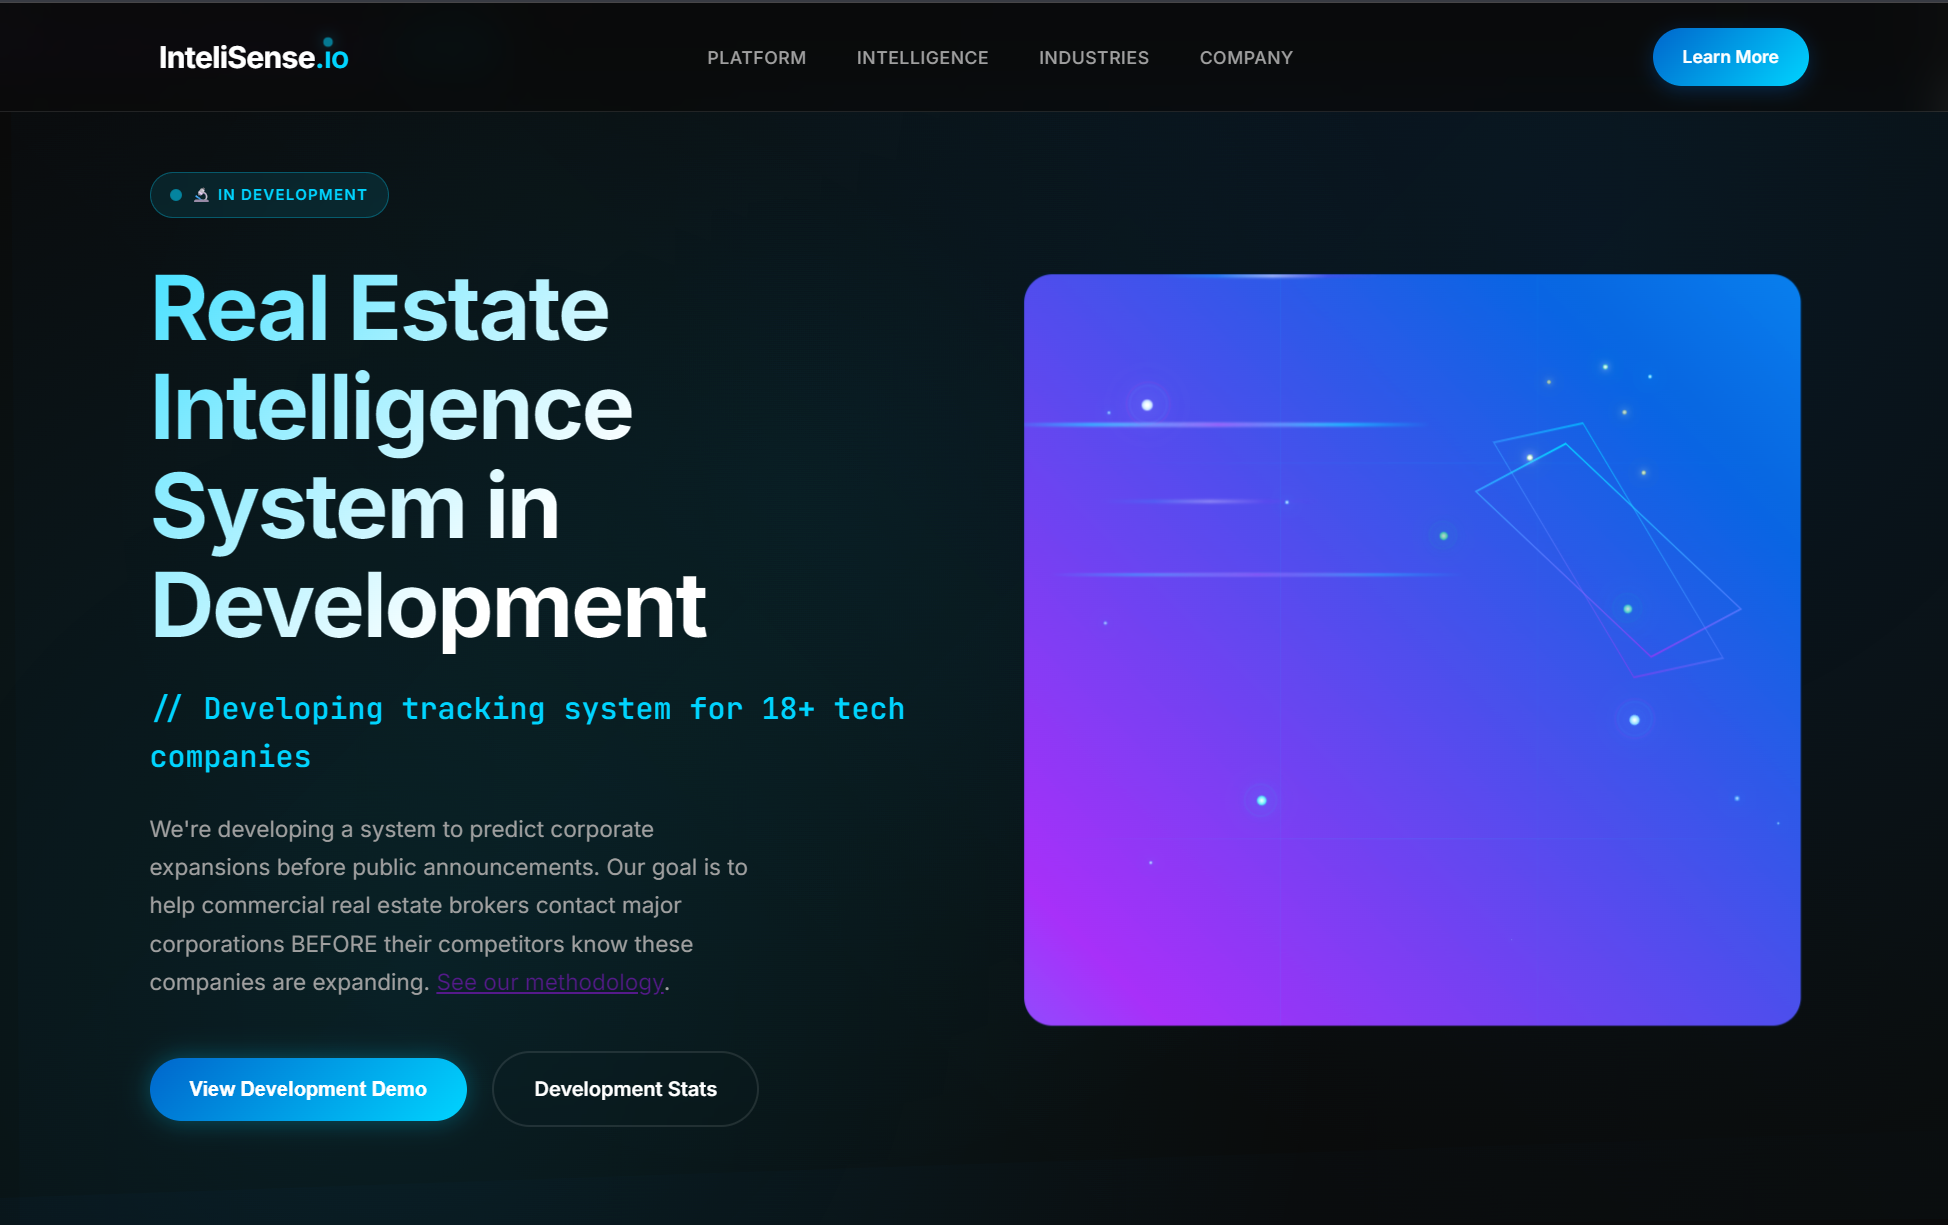 InteliSense.io
PLATFORM
INTELLIGENCE
INDUSTRIES
COMPANY
Learn More
IN DEVELOPMENT
Real Estate
Intelligence
System in
Development
// Developing tracking system for 18+ tech
companies
We're developing a system to predict corporate
expansions before public announcements. Our goal is to
help commercial real estate brokers contact major
corporations BEFORE their competitors know these
companies are expanding. See our methodology.
View Development Demo
Development Stats